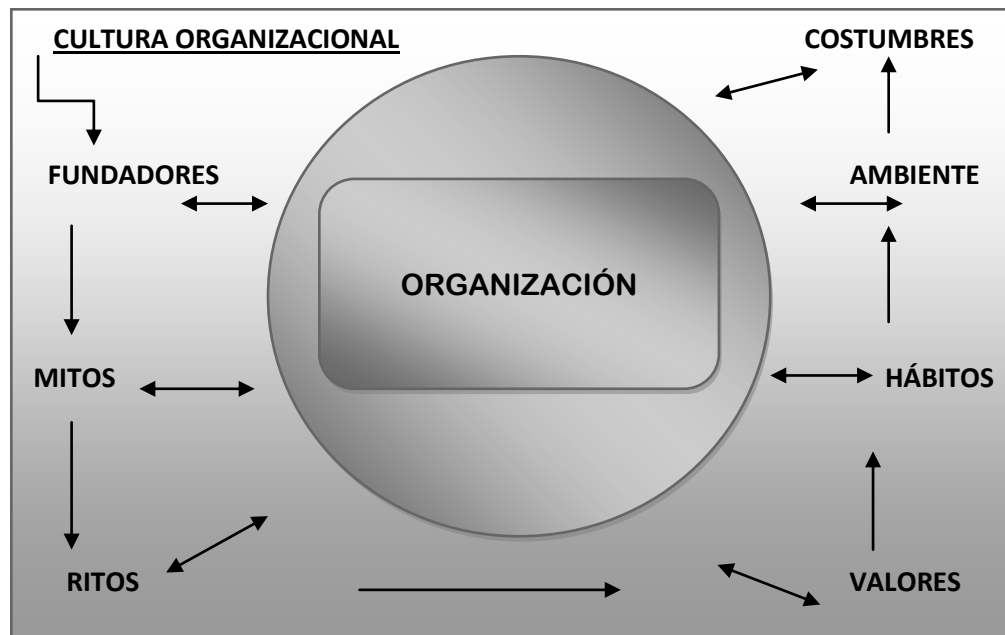 CULTURA ORGANIZACIONAL
COSTUMBRES
FUNDADORES
AMBIENTE
ORGANIZACIÓN
MITOS
HÁBITOS
RITOS
VALORES